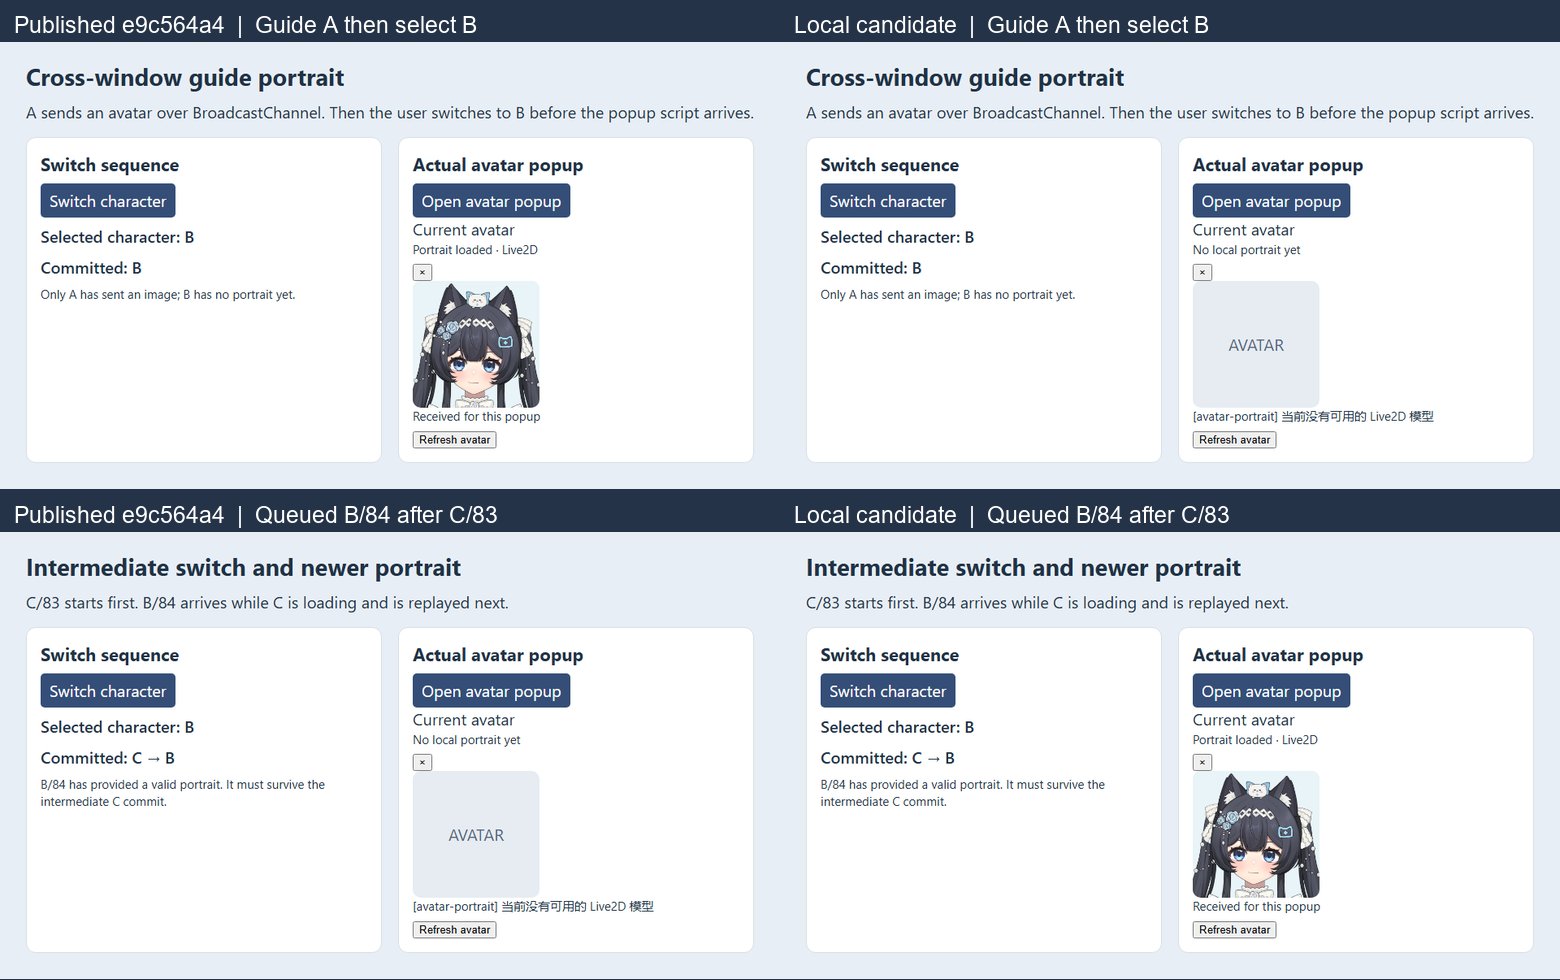 Published e9c564a4 | Guide A then select B
Cross-window guide portrait
A sends an avatar over BroadcastChannel. Then the user switches to B before the popup script arrives.
Switch sequence
Switch character
Selected character: B
Committed: B
Only A has sent an image; B has no portrait yet.
Actual avatar popup
Open avatar popup
Current avatar
Portrait loaded · Live2D
×
Received for this popup
Refresh avatar
Local candidate | Guide A then select B
Cross-window guide portrait
A sends an avatar over BroadcastChannel. Then the user switches to B before the popup script arrives.
Switch sequence
Switch character
Selected character: B
Committed: B
Only A has sent an image; B has no portrait yet.
Actual avatar popup
Open avatar popup
Current avatar
No local portrait yet
×
AVATAR
[avatar-portrait] 当前没有可用的 Live2D 模型
Refresh avatar
Published e9c564a4 | Queued B/84 after C/83
Intermediate switch and newer portrait
C/83 starts first. B/84 arrives while C is loading and is replayed next.
Switch sequence
Switch character
Selected character: B
Committed: C → B
B/84 has provided a valid portrait. It must survive the
intermediate C commit.
Actual avatar popup
Open avatar popup
Current avatar
No local portrait yet
×
AVATAR
[avatar-portrait] 当前没有可用的 Live2D 模型
Refresh avatar
Local candidate | Queued B/84 after C/83
Intermediate switch and newer portrait
C/83 starts first. B/84 arrives while C is loading and is replayed next.
Switch sequence
Switch character
Selected character: B
Committed: C → B
B/84 has provided a valid portrait. It must survive the
intermediate C commit.
Actual avatar popup
Open avatar popup
Current avatar
Portrait loaded · Live2D
×
Received for this popup
Refresh avatar